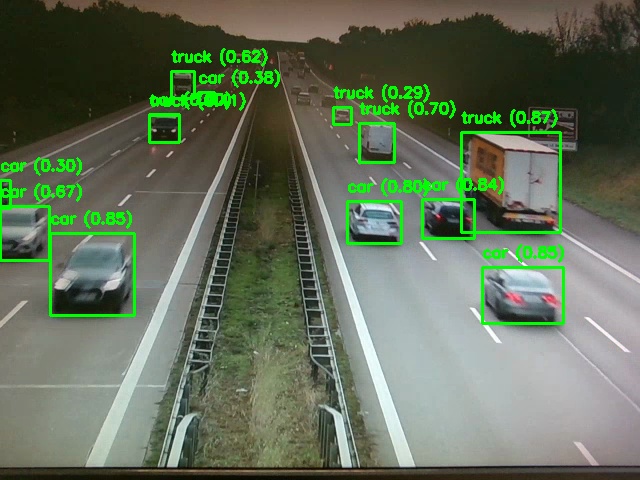 truck (0.62)
car (0.38)
truck (0.29)
truck (0.70)
truck (0.87)
car (0.30)
car (0.67)
car (0.80)
car (0.84)
car (0.85)
car (0.88)